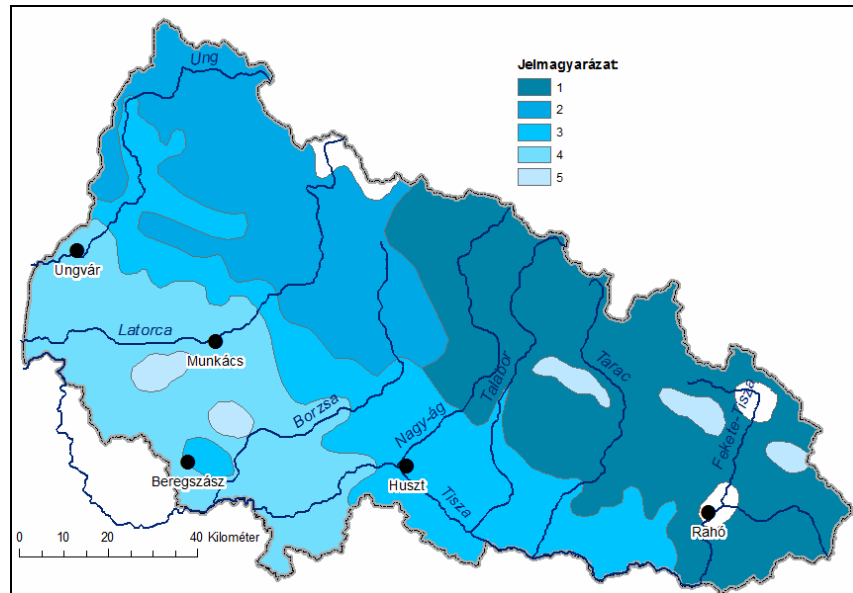 Ung
Jelmagyarázat:
1
2
3
4
5
Ungvár
Latorca
Munkács
Borzsa
Nagy-ág
Talabor
Tarac
Fekete-Tisza
Beregszász
Huszt
Tisza
Rahó
0 10 20 40 Kilométer